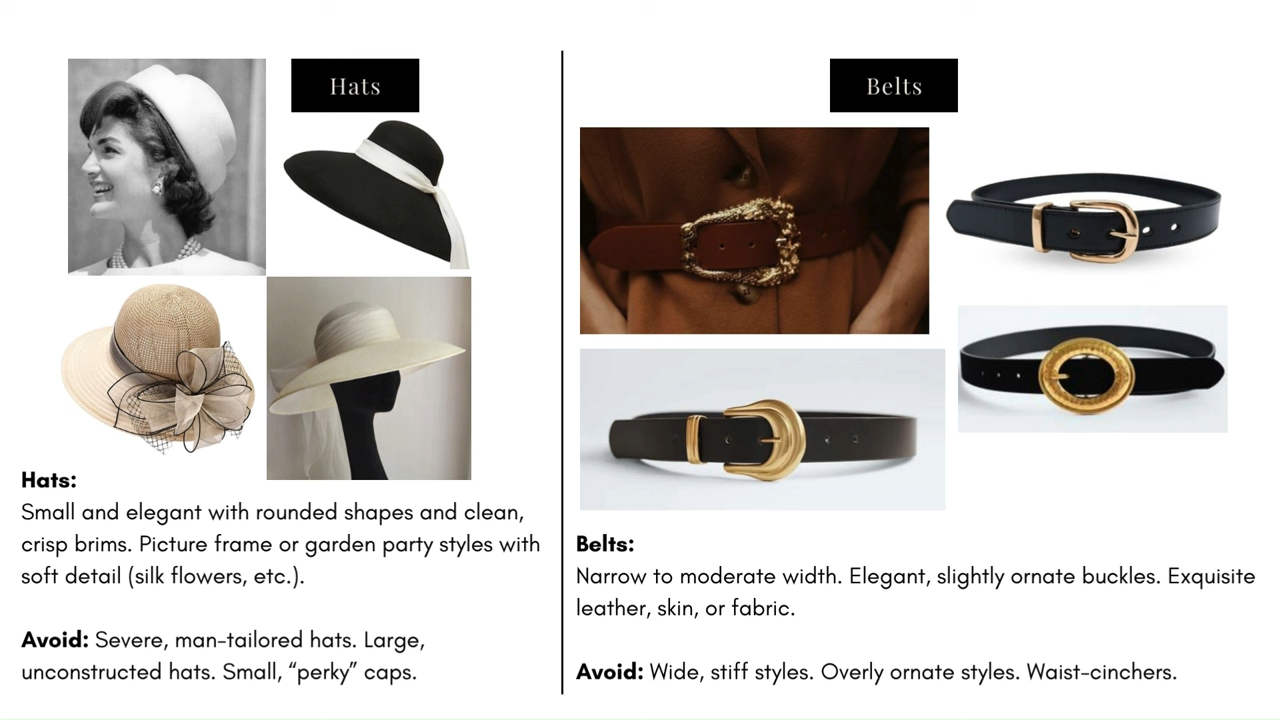 Hats
Hats:
Small and elegant with rounded shapes and clean,
crisp brims. Picture frame or garden party styles with
soft detail (silk flowers, etc.).
Avoid: Severe, man-tailored hats. Large,
unconstructed hats. Small, “perky” caps.
Belts
Belts:
Narrow to moderate width. Elegant, slightly ornate buckles. Exquisite
leather, skin, or fabric.
Avoid: Wide, stiff styles. Overly ornate styles. Waist-cinchers.